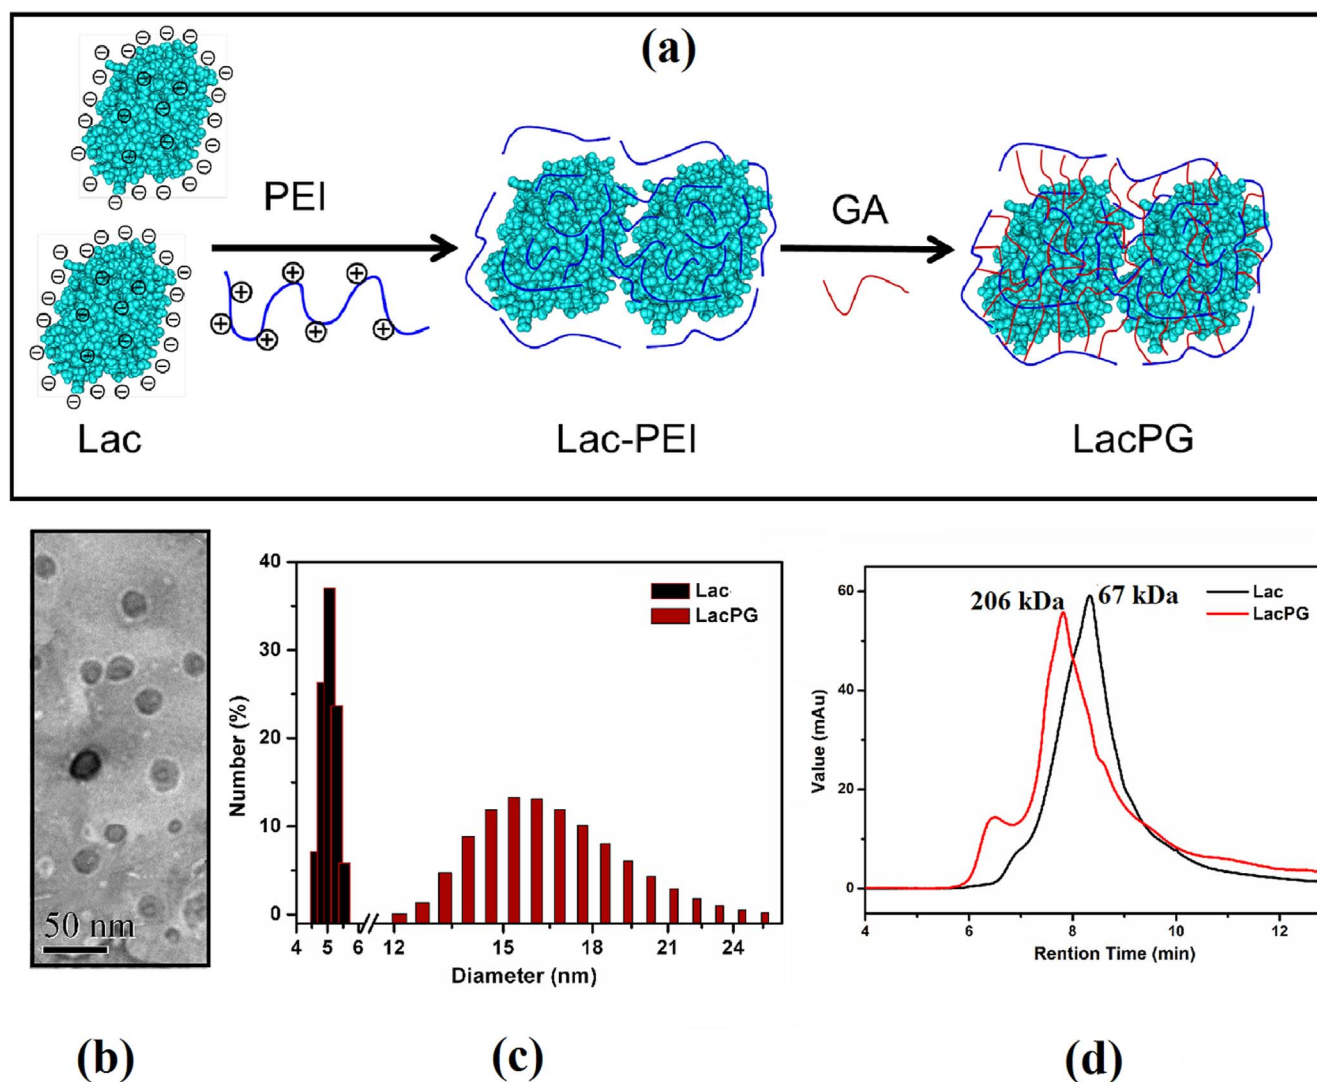 (a)
PEI
GA
Lac
Lac-PEI
LacPG
50 nm
40
30
20
10
0
Number (%)
Lac
LacPG
4 5 6 12 15 18 21 24
Diameter (nm)
60
40
20
0
Value (mAu)
206 kDa
67 kDa
Lac
LacPG
4 6 8 10 12
Rention Time (min)
(b)
(c)
(d)